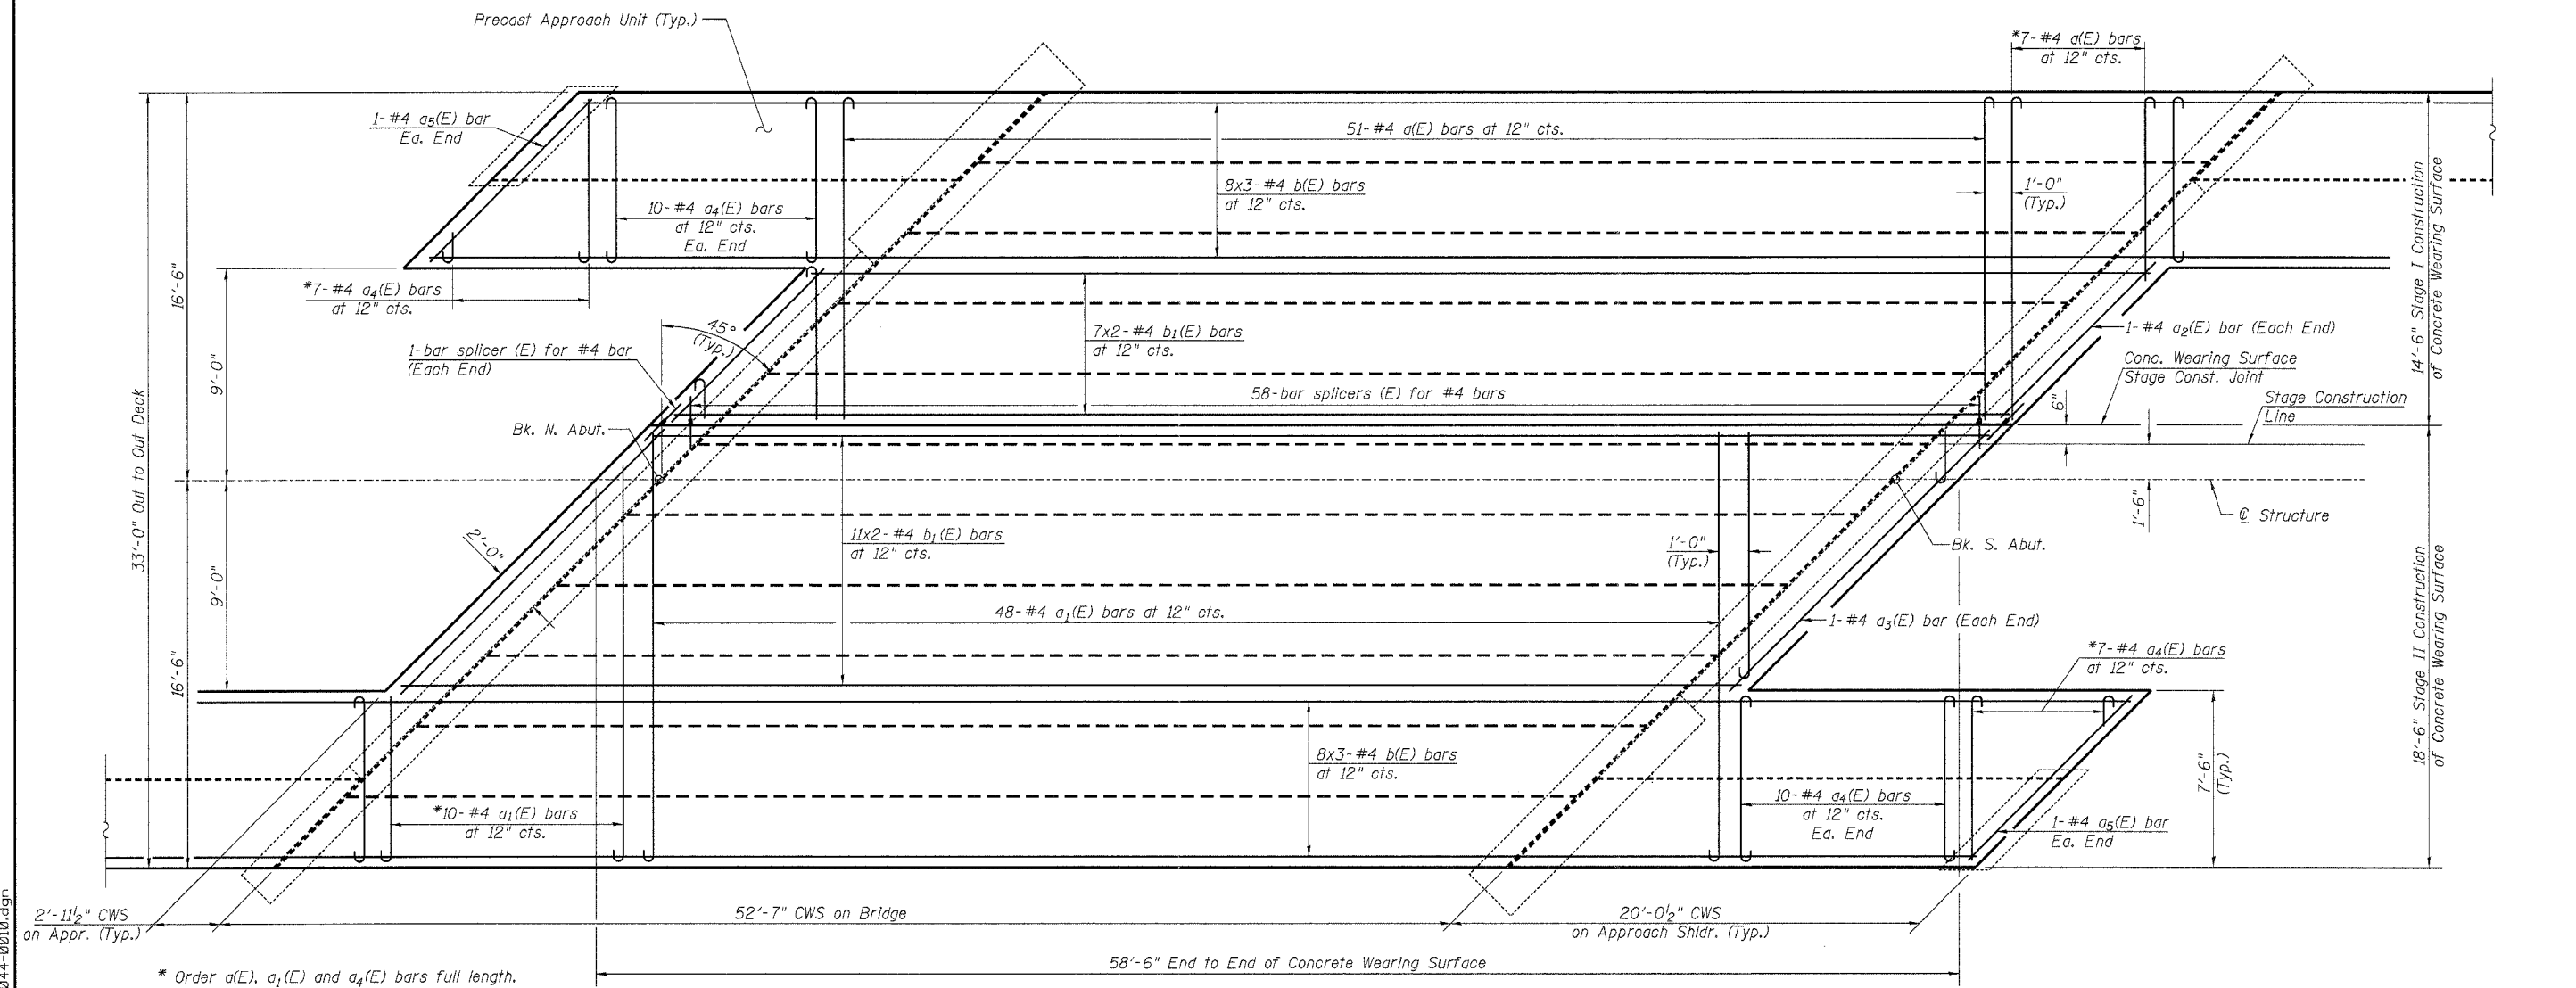 Precast Approach Unit (Typ.)
*7-#4 a(E) bars
at 12" cts.
1-#4 a5(E) bar
Ea. End
51-#4 a(E) bars at 12" cts.
8x3-#4 b(E) bars
at 12" cts.
1'-0"
(Typ.)
10-#4 a4(E) bars
at 12" cts.
Ea. End
14'-6" Stage I Construction
of Concrete Wearing Surface
16'-6"
*7-#4 a4(E) bars
at 12" cts.
45°
(Typ.)
7x2-#4 b1(E) bars
at 12" cts.
1-#4 a2(E) bar (Each End)
1-bar splicer (E) for #4 bar
(Each End)
Conc. Wearing Surface
Stage Const. Joint
9'-0"
58-bar splicers (E) for #4 bars
6"
Stage Construction
Line
33'-0" Out to Out Deck
Bk. N. Abut.
1'-6"
℄ Structure
2'-0"
11x2-#4 b1(E) bars
at 12" cts.
1'-0"
(Typ.)
Bk. S. Abut.
9'-0"
48-#4 a1(E) bars at 12" cts.
1-#4 a3(E) bar (Each End)
*7-#4 a4(E) bars
at 12" cts.
16'-6"
18'-6" Stage II Construction
of Concrete Wearing Surface
8x3-#4 b(E) bars
at 12" cts.
7'-6"
(Typ.)
*10-#4 a1(E) bars
at 12" cts.
10-#4 a4(E) bars
at 12" cts.
Ea. End
1-#4 a5(E) bar
Ea. End
2'-11½" CWS
on Appr. (Typ.)
52'-7" CWS on Bridge
20'-0½" CWS
on Approach Shldr. (Typ.)
58'-6" End to End of Concrete Wearing Surface
* Order a(E), a1(E) and a4(E) bars full length.
044-0010.dgn